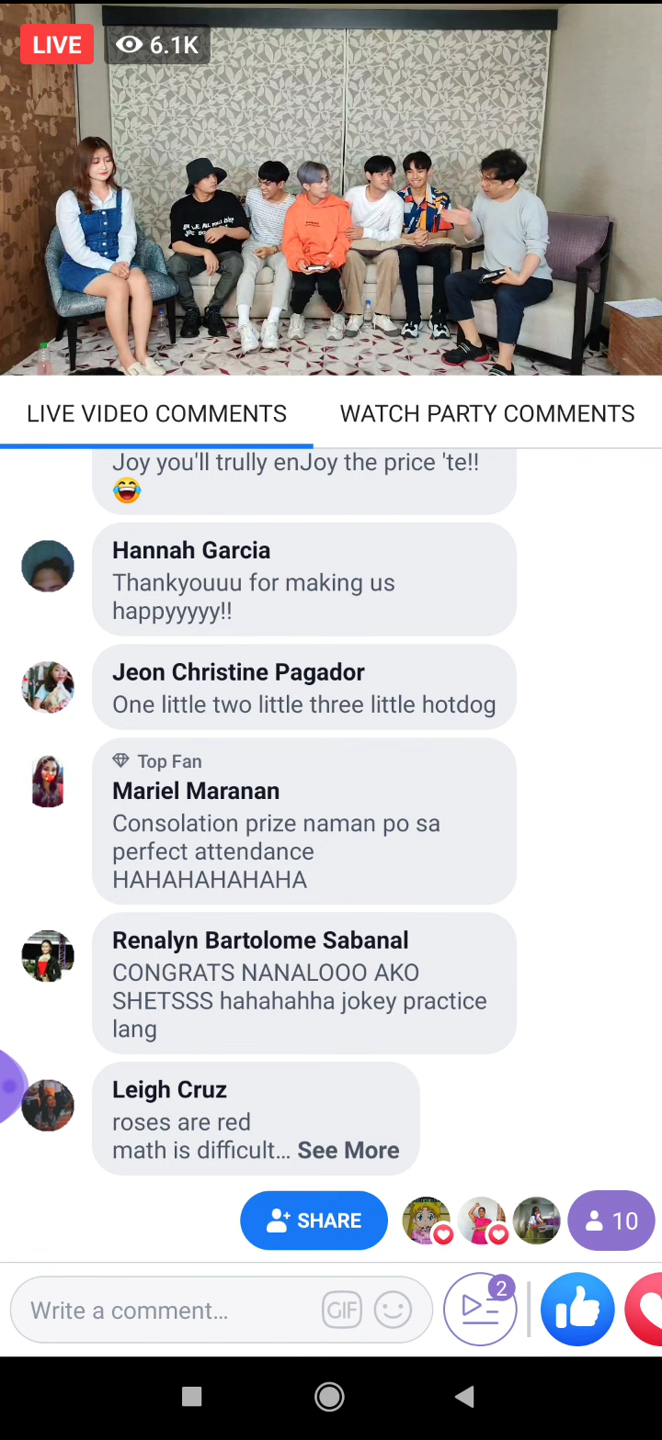 LIVE
6.1K
LIVE VIDEO COMMENTS
WATCH PARTY COMMENTS
Joy you'll trully enJoy the price 'te!!
😂
Hannah Garcia
Thankyouuu for making us
happyyyyy!!
Jeon Christine Pagador
One little two little three little hotdog
Top Fan
Mariel Maranan
Consolation prize naman po sa
perfect attendance
HAHAHAHAHAHA
Renalyn Bartolome Sabanal
CONGRATS NANALOOO AKO
SHETSSS hahahahha jokey practice
lang
Leigh Cruz
roses are red
math is difficult... See More
SHARE
10
Write a comment...
GIF
2